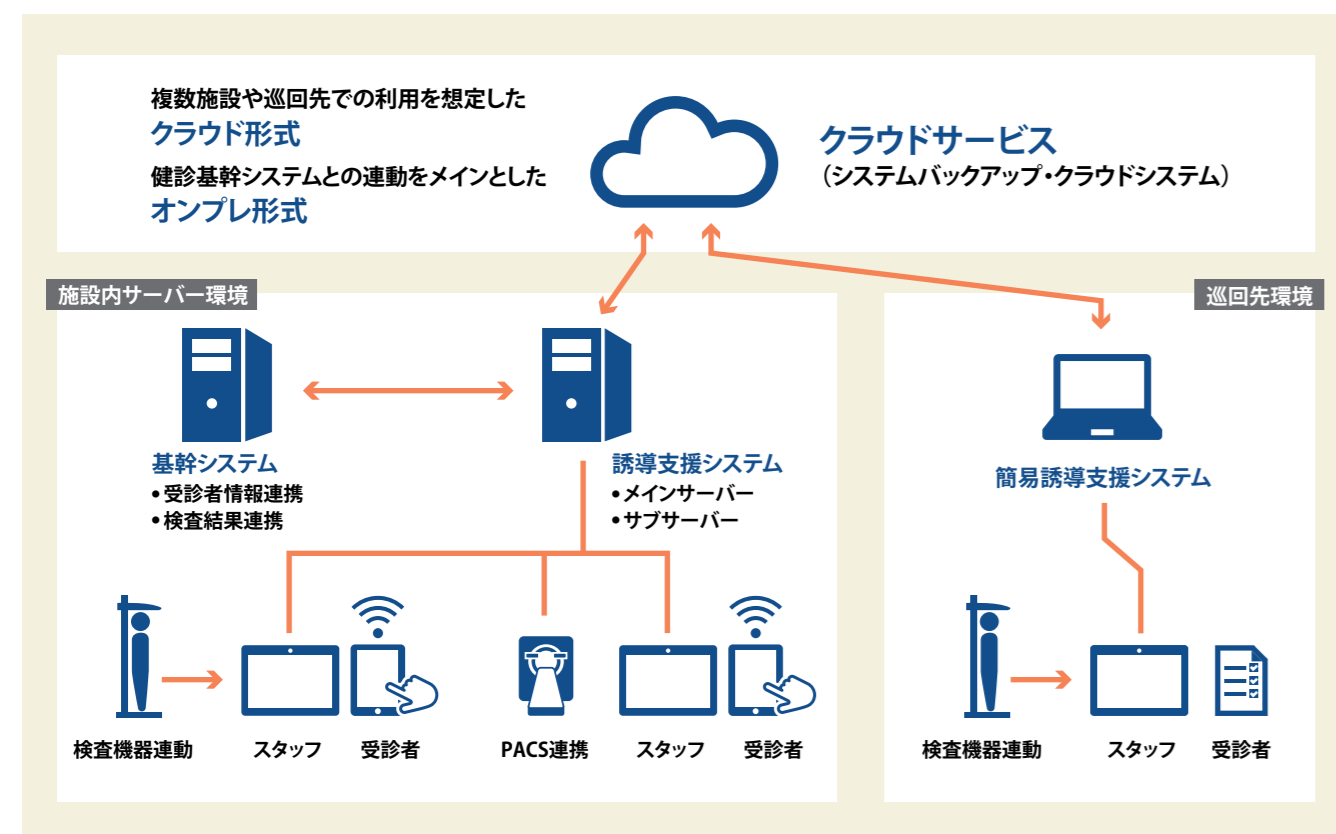 複数施設や巡回先での利用を想定した
クラウド形式
健診基幹システムとの連動をメインとした
オンプレ形式
クラウドサービス
（システムバックアップ・クラウドシステム）
施設内サーバー環境
基幹システム
•受診者情報連携
•検査結果連携
誘導支援システム
•メインサーバー
•サブサーバー
検査機器連動
スタッフ
受診者
PACS連携
スタッフ
受診者
巡回先環境
簡易誘導支援システム
検査機器連動
スタッフ
受診者